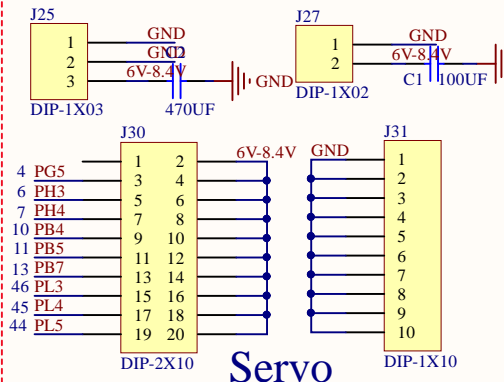 J25
1 GND
2 GND C2
3 6V-8.4V
GND
DIP-1X03 470UF
J27
1 GND
2 6V-8.4V
C1 100UF
DIP-1X02
J30
1 2 6V-8.4V
4 PG5 3 4
6 PH3 5 6
7 PH4 7 8
10 PB4 9 10
11 PB5 11 12
13 PB7 13 14
46 PL3 15 16
45 PL4 17 18
44 PL5 19 20
DIP-2X10
J31
GND 1
2
3
4
5
6
7
8
9
10
DIP-1X10
Servo